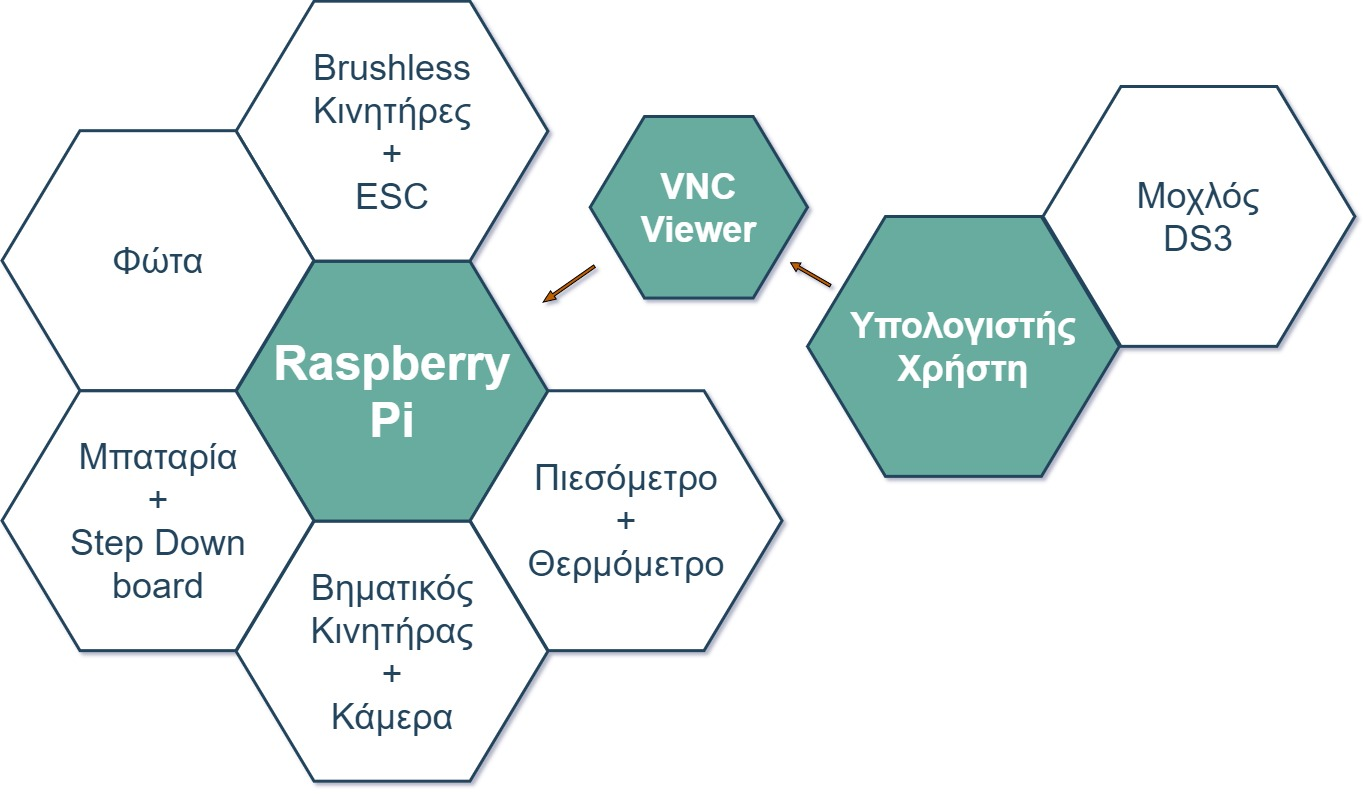 Brushless
Κινητήρες
+
ESC
Φώτα
Raspberry
Pi
Μπαταρία
+
Step Down
board
Βηματικός
Κινητήρας
+
Κάμερα
Πιεσόμετρο
+
Θερμόμετρο
VNC
Viewer
Υπολογιστής
Χρήστη
Μοχλός
DS3